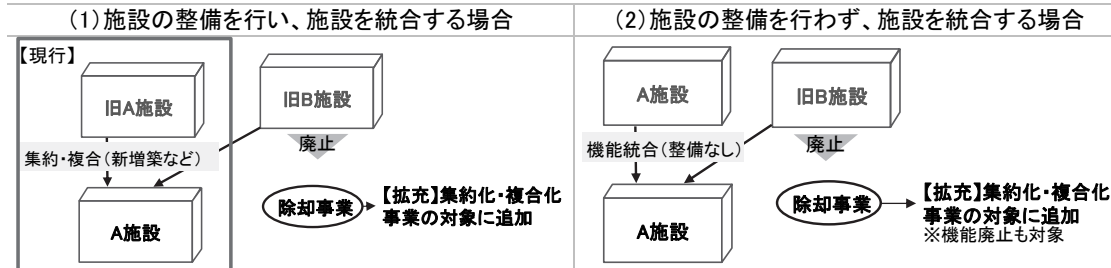 (1)施設の整備を行い、施設を統合する場合
【現行】
旧A施設
旧B施設
廃止
集約・複合(新増築など)
A施設
除却事業
【拡充】集約化・複合化
事業の対象に追加
(2)施設の整備を行わず、施設を統合する場合
A施設
旧B施設
廃止
機能統合(整備なし)
A施設
除却事業
【拡充】集約化・複合化
事業の対象に追加
※機能廃止も対象